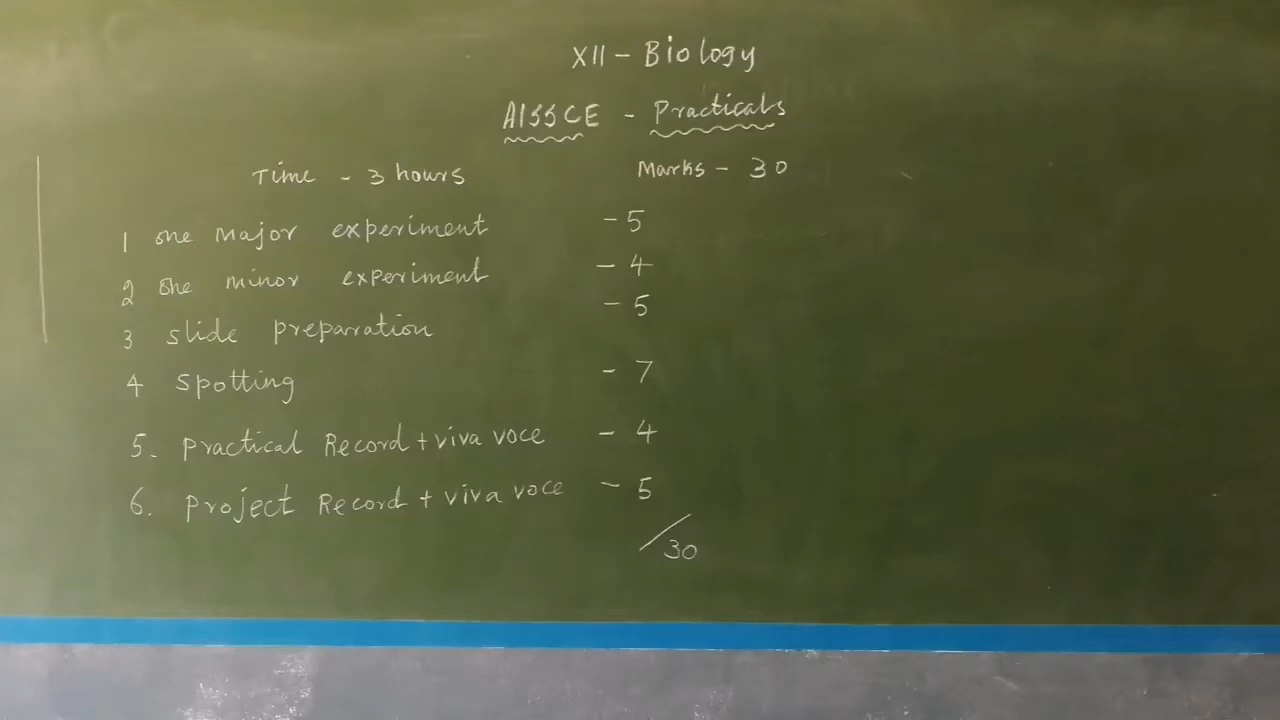 XII - Biology
AISSCE - Practicals
Time - 3 hours Marks - 30
1 one Major experiment - 5
2 One minor experiment - 4
3 slide preparation - 5
4 Spotting - 7
5. Practical Record + viva voce - 4
6. Project Record + viva voce - 5
/30